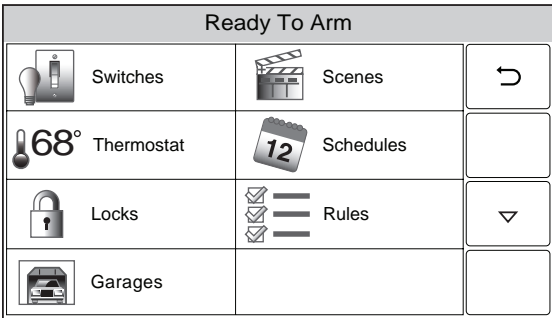 Ready To Arm
Switches
Scenes
68° Thermostat
12 Schedules
Locks
Rules
Garages